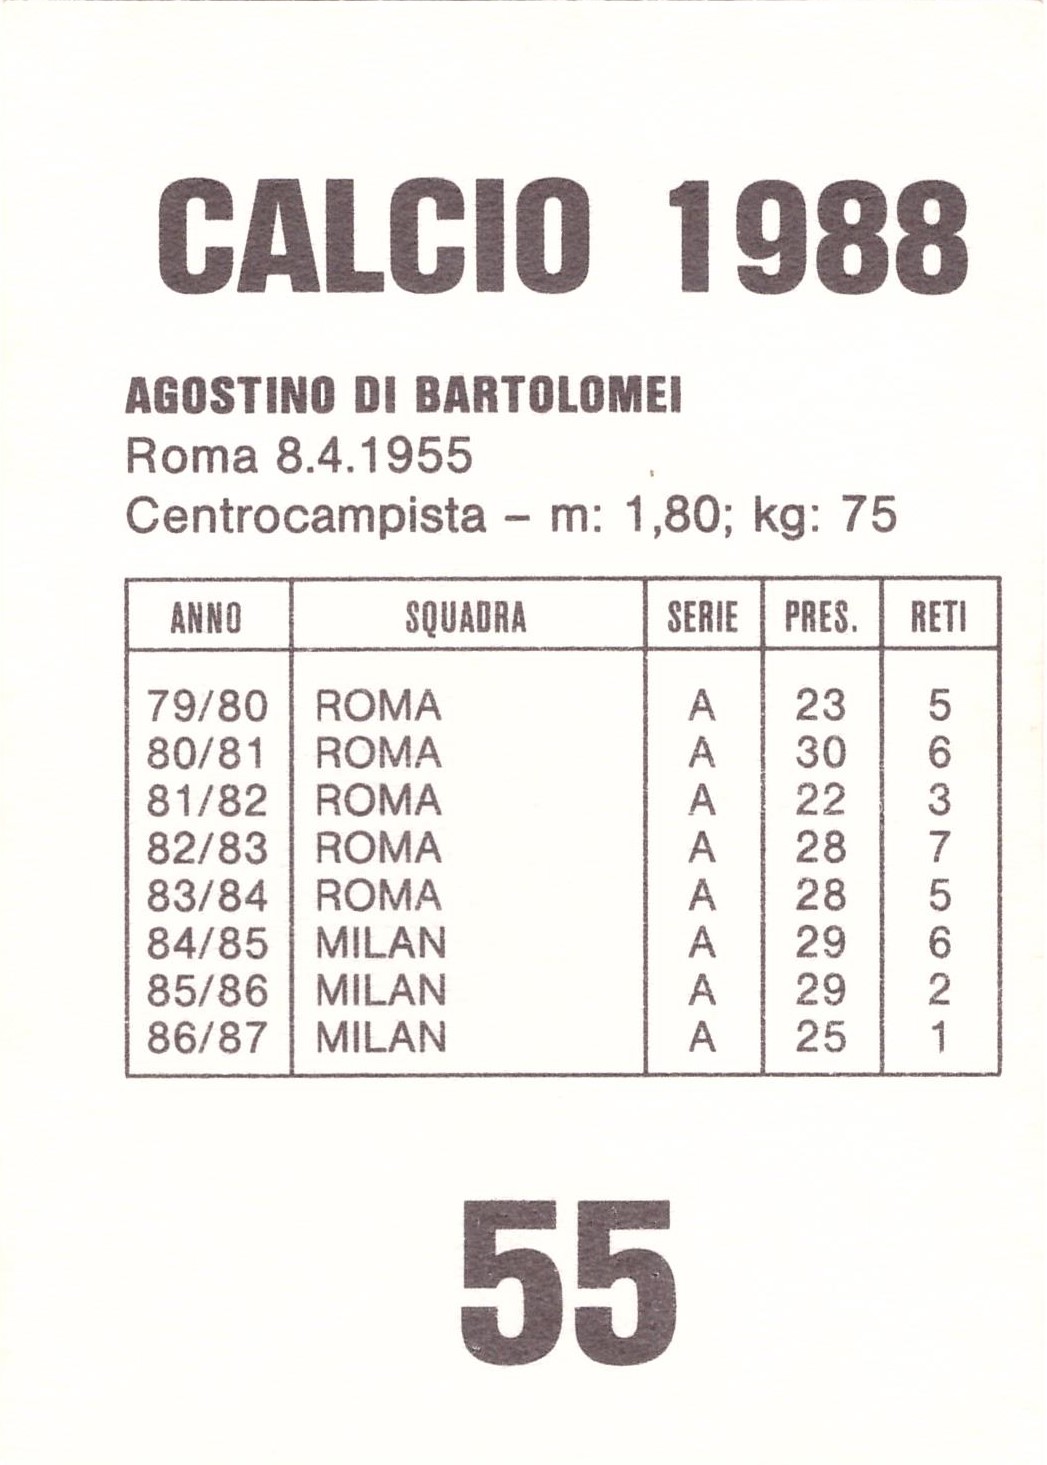 CALCIO 1988
AGOSTINO DI BARTOLOMEI
Roma 8.4.1955
Centrocampista – m: 1,80; kg: 75
ANNO SQUADRA SERIE PRES. RETI
79/80 ROMA A 23 5
80/81 ROMA A 30 6
81/82 ROMA A 22 3
82/83 ROMA A 28 7
83/84 ROMA A 28 5
84/85 MILAN A 29 6
85/86 MILAN A 29 2
86/87 MILAN A 25 1
55